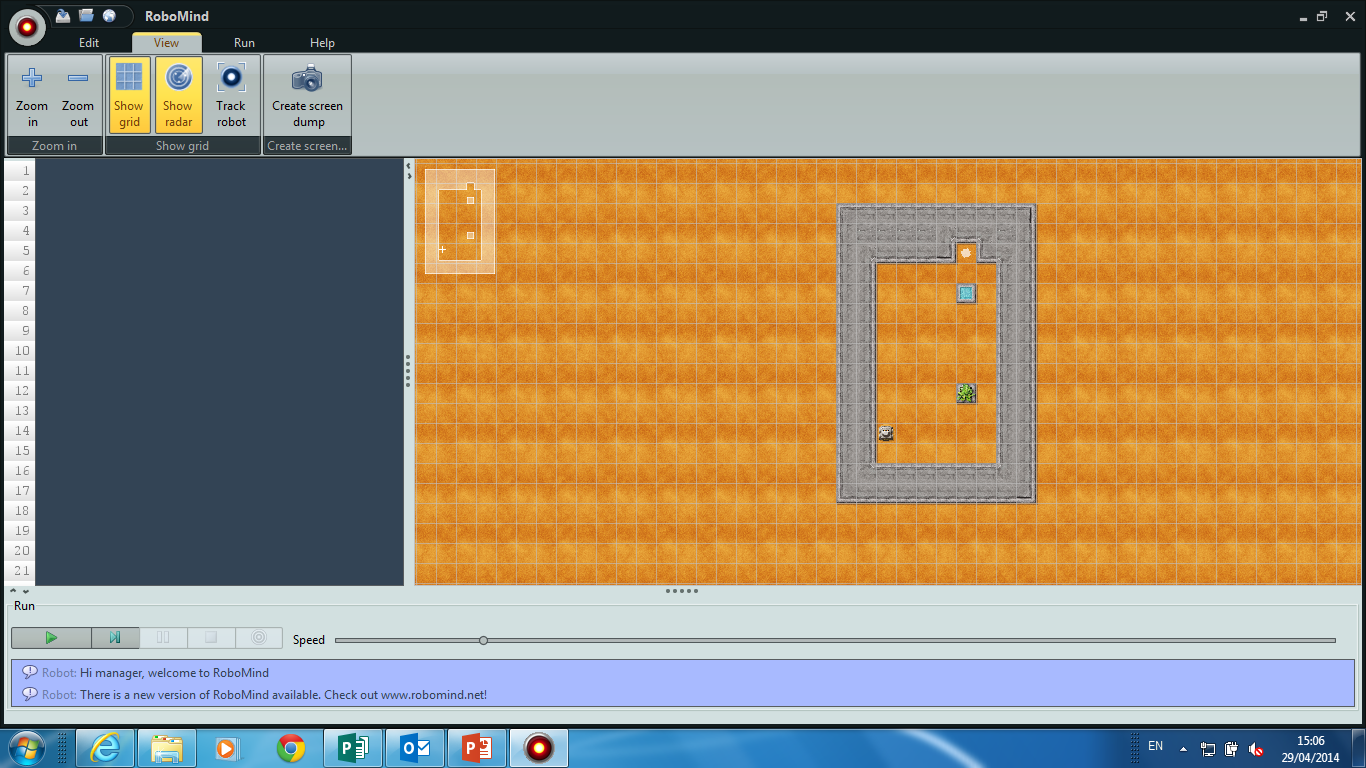 RoboMind
Edit View Run Help
Zoom in Zoom out Show grid Show radar Track robot Create screen dump
Zoom in Show grid Create screen...
1
2
3
4
5
6
7
8
9
10
11
12
13
14
15
16
17
18
19
20
21
Run
Speed
Robot: Hi manager, welcome to RoboMind
Robot: There is a new version of RoboMind available. Check out www.robomind.net!
EN 15:06
29/04/2014